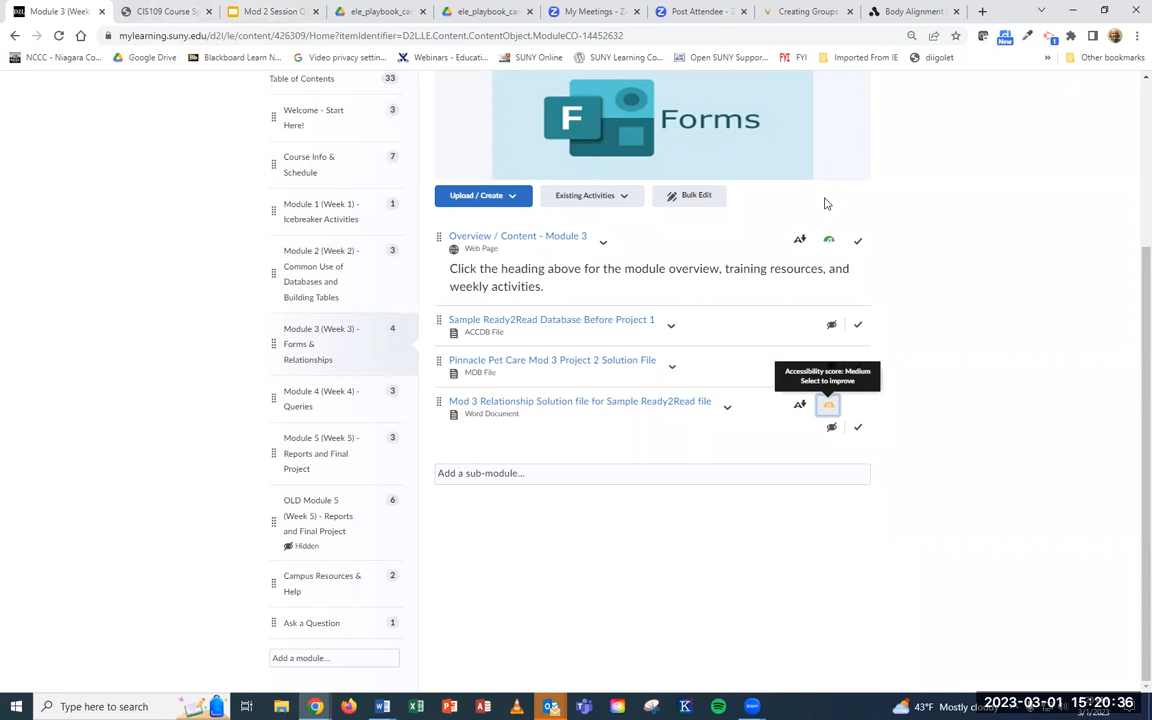 Module 3 (Week
CIS109 Course Sy
Mod 2 Session O
ele_playbook_ca
ele_playbook_ca
My Meetings - Z
Post Attendee - Z
Creating Groups
Body Alignment
mylearning.suny.edu/d2l/le/content/426309/Home?itemIdentifier=D2L.LE.Content.ContentObject.ModuleCO-14452632
NCCC - Niagara Co...
Google Drive
Blackboard Learn N...
Video privacy settin...
Webinars - Educati...
SUNY Online
SUNY Learning Co...
Open SUNY Suppor...
FYI
Imported From IE
diigolet
»
Other bookmarks
Table of Contents 33
Welcome - Start 3
Here!
Course Info & 7
Schedule
Module 1 (Week 1) - 1
Icebreaker Activities
Module 2 (Week 2) - 3
Common Use of
Databases and
Building Tables
Module 3 (Week 3) - 4
Forms &
Relationships
Module 4 (Week 4) - 3
Queries
Module 5 (Week 5) - 3
Reports and Final
Project
OLD Module 5 6
(Week 5) - Reports
and Final Project
Hidden
Campus Resources & 2
Help
Ask a Question 1
Add a module...
F Forms
Upload / Create
Existing Activities
Bulk Edit
Overview / Content - Module 3
Web Page
Click the heading above for the module overview, training resources, and
weekly activities.
Sample Ready2Read Database Before Project 1
ACCDB File
Pinnacle Pet Care Mod 3 Project 2 Solution File
MDB File
Accessibility score: Medium
Select to improve
Mod 3 Relationship Solution file for Sample Ready2Read file
Word Document
Add a sub-module...
Type here to search
43°F Mostly cloudy
2023-03-01 15:20:36